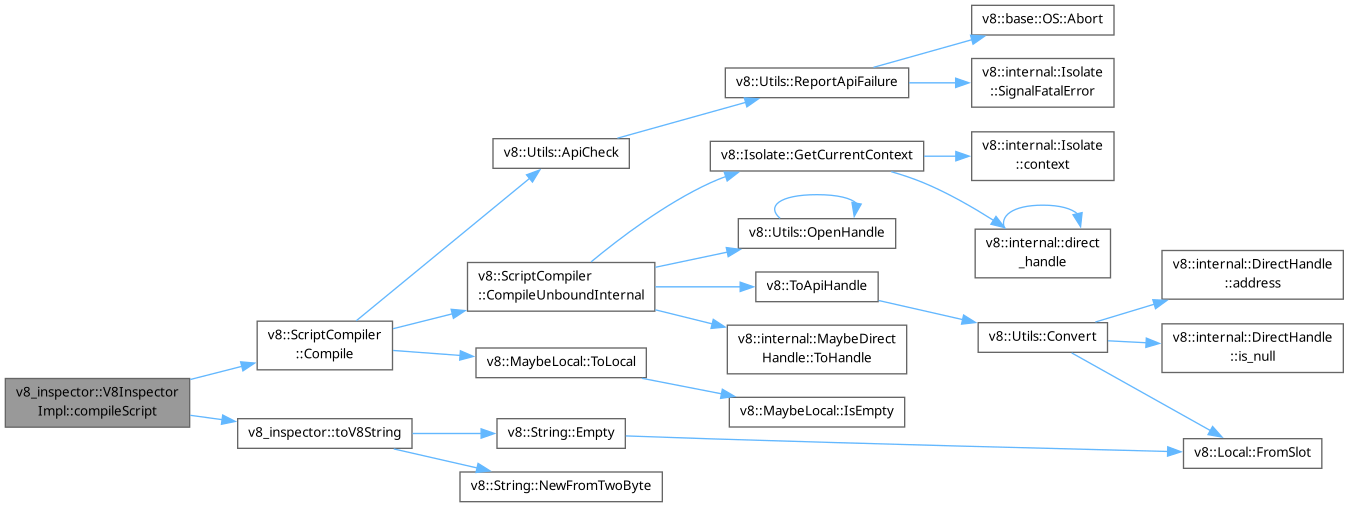 v8::base::OS::Abort
v8::Utils::ReportApiFailure
v8::internal::Isolate
::SignalFatalError
v8::Utils::ApiCheck
v8::Isolate::GetCurrentContext
v8::internal::Isolate
::context
v8::Utils::OpenHandle
v8::internal::direct
_handle
v8::ScriptCompiler
::CompileUnboundInternal
v8::ToApiHandle
v8::internal::DirectHandle
::address
v8::ScriptCompiler
::Compile
v8::internal::MaybeDirect
Handle::ToHandle
v8::Utils::Convert
v8::internal::DirectHandle
::is_null
v8::MaybeLocal::ToLocal
v8_inspector::V8Inspector
Impl::compileScript
v8::MaybeLocal::IsEmpty
v8_inspector::toV8String
v8::String::Empty
v8::Local::FromSlot
v8::String::NewFromTwoByte